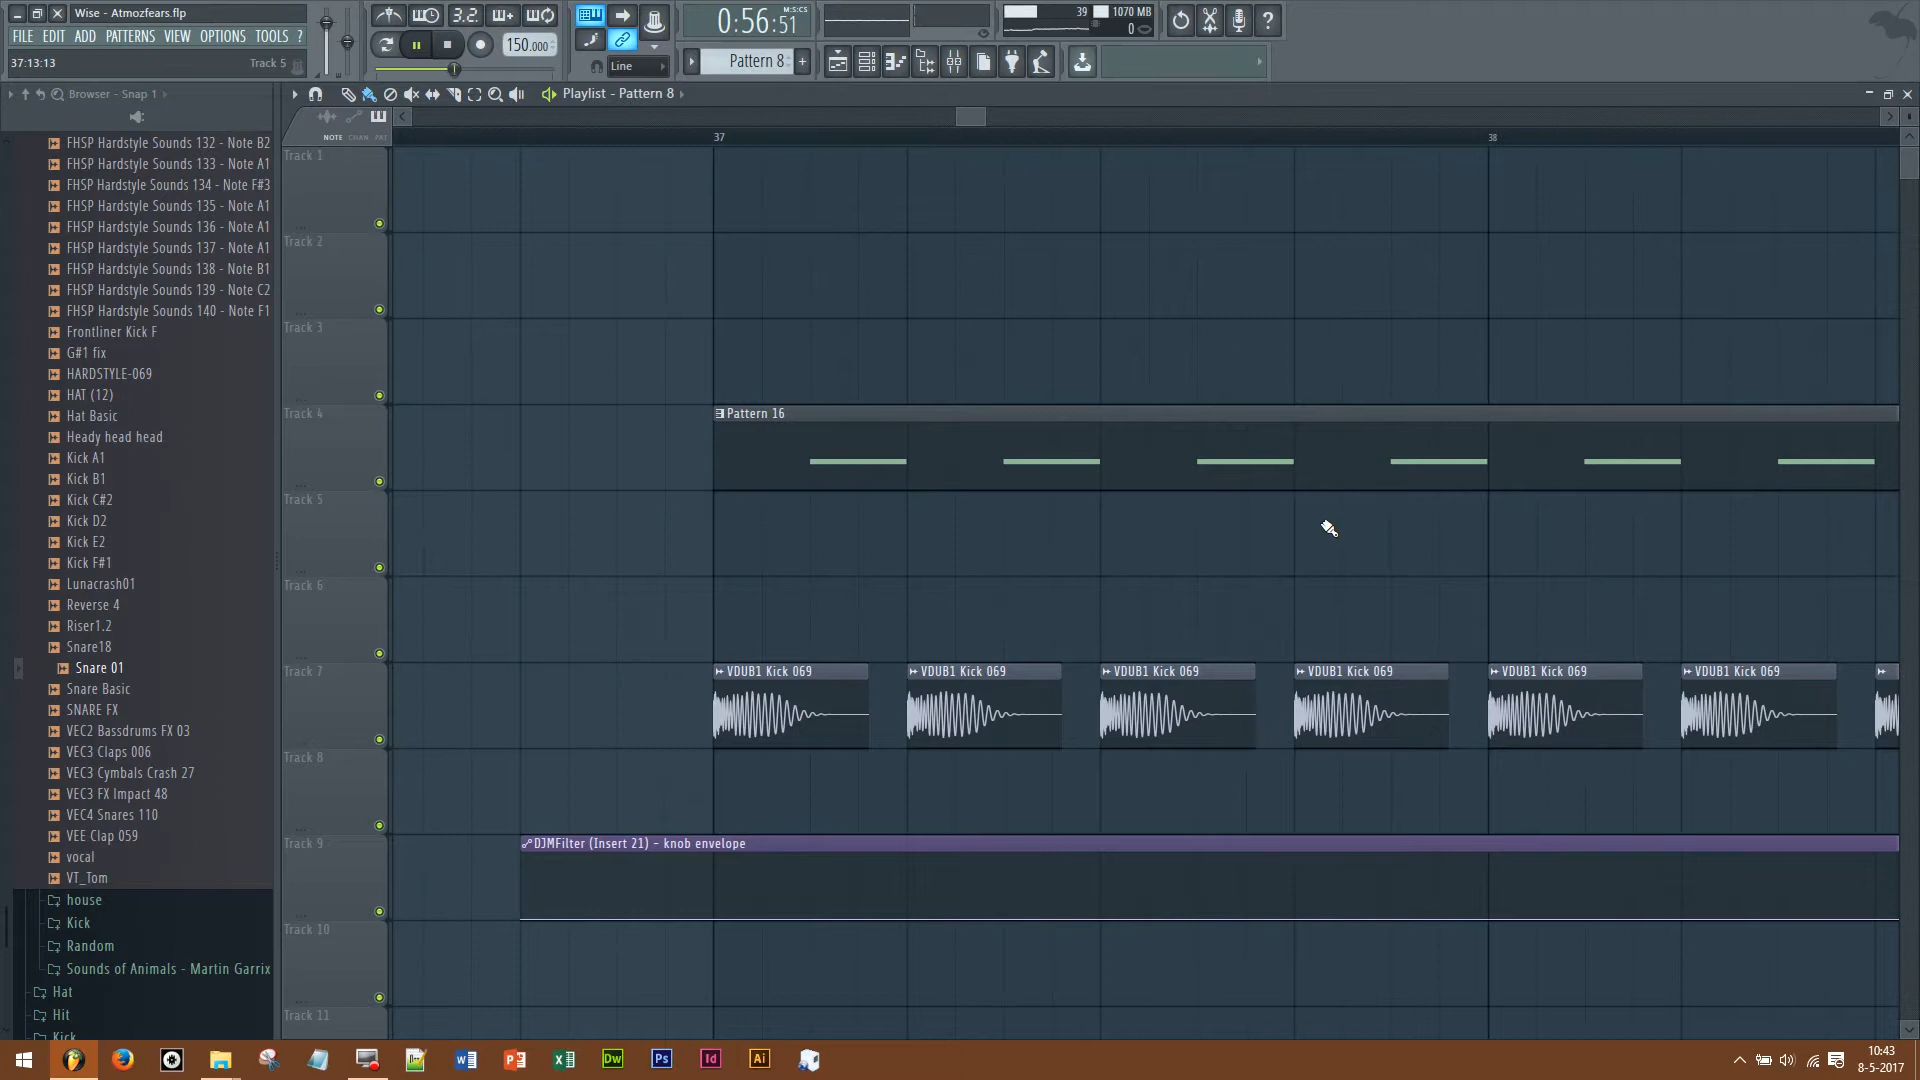 Wise - Atmozfears.flp
FILE EDIT ADD PATTERNS VIEW OPTIONS TOOLS ?
37:13:13 Track 5
3.2.
150.000
Line
0:56:51 M:S:CS
Pattern 8
39 1070 MB
0
Browser - Snap 1
Playlist - Pattern 8
NOTE CHAN PAT
37 38
FHSP Hardstyle Sounds 132 - Note B2
FHSP Hardstyle Sounds 133 - Note A1
FHSP Hardstyle Sounds 134 - Note F#3
FHSP Hardstyle Sounds 135 - Note A1
FHSP Hardstyle Sounds 136 - Note A1
FHSP Hardstyle Sounds 137 - Note A1
FHSP Hardstyle Sounds 138 - Note B1
FHSP Hardstyle Sounds 139 - Note C2
FHSP Hardstyle Sounds 140 - Note F1
Frontliner Kick F
G#1 fix
HARDSTYLE-069
HAT (12)
Hat Basic
Heady head head
Kick A1
Kick B1
Kick C#2
Kick D2
Kick E2
Kick F#1
Lunacrash01
Reverse 4
Riser1.2
Snare18
Snare 01
Snare Basic
SNARE FX
VEC2 Bassdrums FX 03
VEC3 Claps 006
VEC3 Cymbals Crash 27
VEC3 FX Impact 48
VEC4 Snares 110
VEE Clap 059
vocal
VT_Tom
house
Kick
Random
Sounds of Animals - Martin Garrix
Hat
Hit
Kick
Track 1
Track 2
Track 3
Track 4
Pattern 16
Track 5
Track 6
Track 7
VDUB1 Kick 069 VDUB1 Kick 069 VDUB1 Kick 069 VDUB1 Kick 069 VDUB1 Kick 069 VDUB1 Kick 069
Track 8
Track 9
DJMFilter (Insert 21) - knob envelope
Track 10
Track 11
W P X Dw Ps Id Ai
10:43
8-5-2017